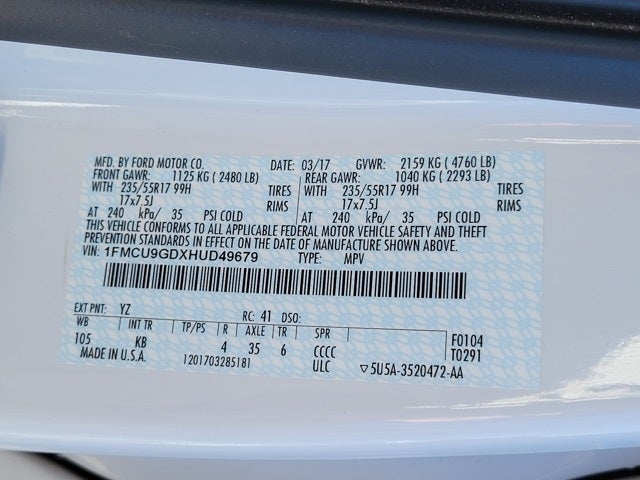 MFD. BY FORD MOTOR CO. DATE: 03/17 GVWR: 2159 KG ( 4760 LB)
FRONT GAWR: 1125 KG ( 2480 LB) REAR GAWR: 1040 KG ( 2293 LB)
WITH 235/55R17 99H TIRES WITH 235/55R17 99H TIRES
17x7.5J RIMS 17x7.5J RIMS
AT 240 kPa/ 35 PSI COLD AT 240 kPa/ 35 PSI COLD
THIS VEHICLE CONFORMS TO ALL APPLICABLE FEDERAL MOTOR VEHICLE SAFETY AND THEFT
PREVENTION STANDARDS IN EFFECT ON THE DATE OF MANUFACTURE SHOWN ABOVE.
VIN: 1FMCU9GDXHUD49679 TYPE: MPV
EXT PNT: YZ RC: 41 DSO:
WB INT TR TP/PS R AXLE TR SPR F0104
105 KB 4 35 6 CCCC T0291
MADE IN U.S.A. 1201703285181 ULC ▽5U5A-3520472-AA